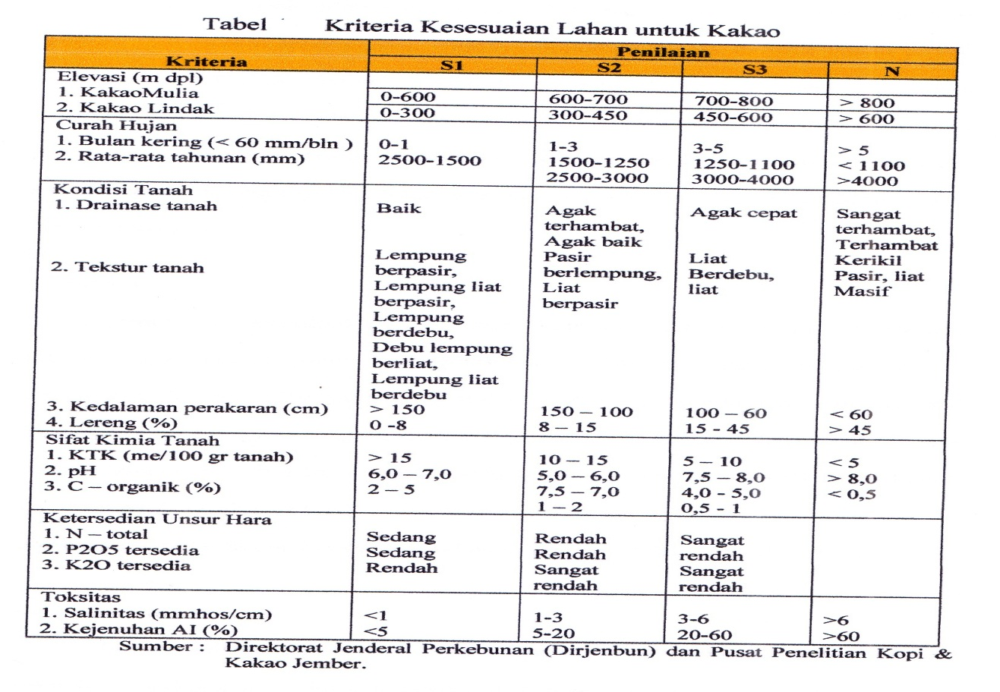 Tabel Kriteria Kesesuaian Lahan untuk Kakao
Kriteria Penilaian
S1 S2 S3 N
Elevasi (m dpl)
1. KakaoMulia 0-600 600-700 700-800 > 800
2. Kakao Lindak 0-300 300-450 450-600 > 600
Curah Hujan
1. Bulan kering (< 60 mm/bln ) 0-1 1-3 3-5 > 5
2. Rata-rata tahunan (mm) 2500-1500 1500-1250 1250-1100 < 1100
2500-3000 3000-4000 >4000
Kondisi Tanah
1. Drainase tanah Baik Agak Agak cepat Sangat
terhambat, terhambat,
Agak baik Terhambat
Lempung Pasir Liat Kerikil
2. Tekstur tanah berpasir, berlempung, Berdebu, Pasir, liat
Lempung liat Liat liat Masif
berpasir, berpasir
Lempung
berdebu,
Debu lempung
berliat,
Lempung liat
berdebu
3. Kedalaman perakaran (cm) > 150 150 – 100 100 – 60 < 60
4. Lereng (%) 0 -8 8 – 15 15 - 45 > 45
Sifat Kimia Tanah
1. KTK (me/100 gr tanah) > 15 10 – 15 5 – 10 < 5
2. pH 6,0 – 7,0 5,0 – 6,0 7,5 – 8,0 > 8,0
3. C – organik (%) 2 – 5 7,5 – 7,0 4,0 - 5,0 < 0,5
1 – 2 0,5 - 1
Ketersedian Unsur Hara
1. N – total Sedang Rendah Sangat
2. P2O5 tersedia Sedang Rendah rendah
3. K2O tersedia Rendah Sangat Sangat
rendah rendah
Toksitas
1. Salinitas (mmhos/cm) <1 1-3 3-6 >6
2. Kejenuhan AI (%) <5 5-20 20-60 >60
Sumber : Direktorat Jenderal Perkebunan (Dirjenbun) dan Pusat Penelitian Kopi &
Kakao Jember.